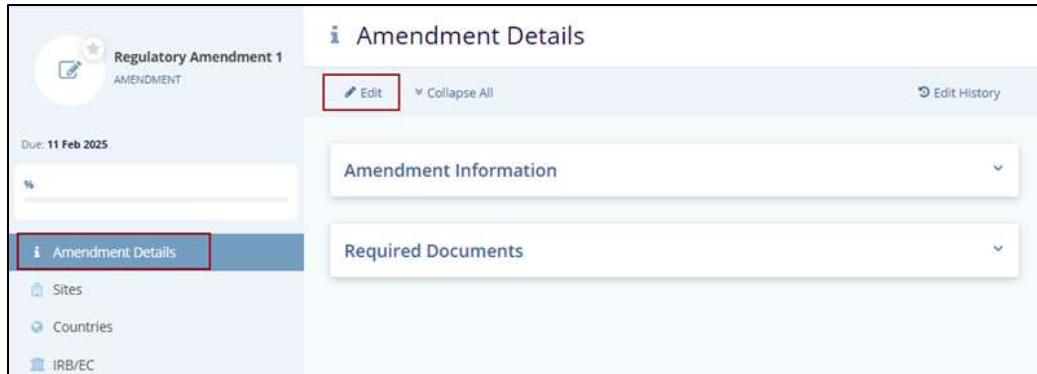 Regulatory Amendment 1
AMENDMENT
Due: 11 Feb 2025
%
Amendment Details
Sites
Countries
IRB/EC
Amendment Details
Edit
Collapse All
Edit History
Amendment Information
Required Documents